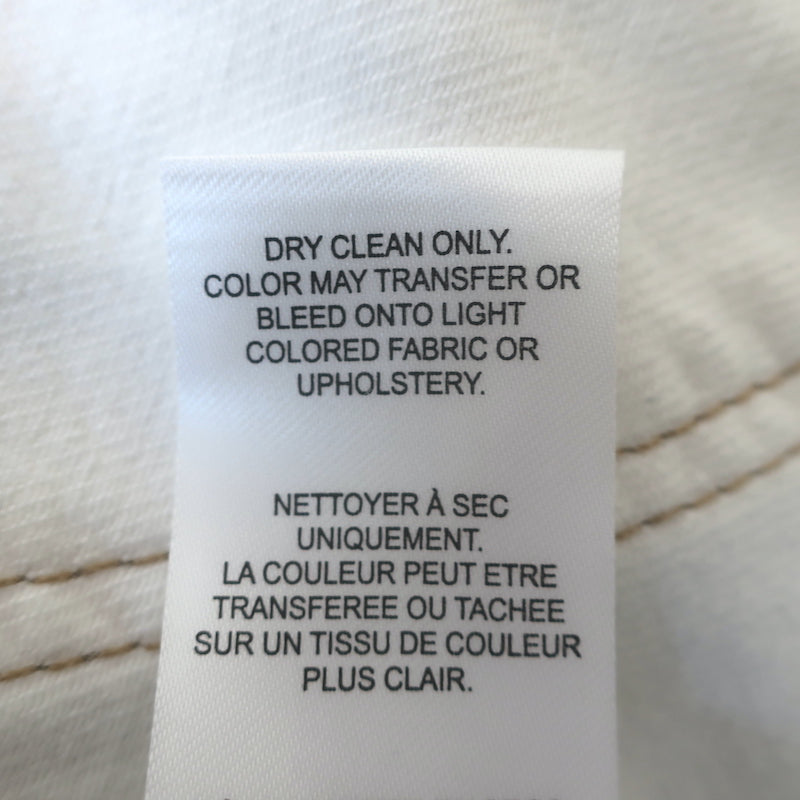 DRY CLEAN ONLY.
COLOR MAY TRANSFER OR
BLEED ONTO LIGHT
COLORED FABRIC OR
UPHOLSTERY.
NETTOYER À SEC
UNIQUEMENT.
LA COULEUR PEUT ETRE
TRANSFEREE OU TACHEE
SUR UN TISSU DE COULEUR
PLUS CLAIR.